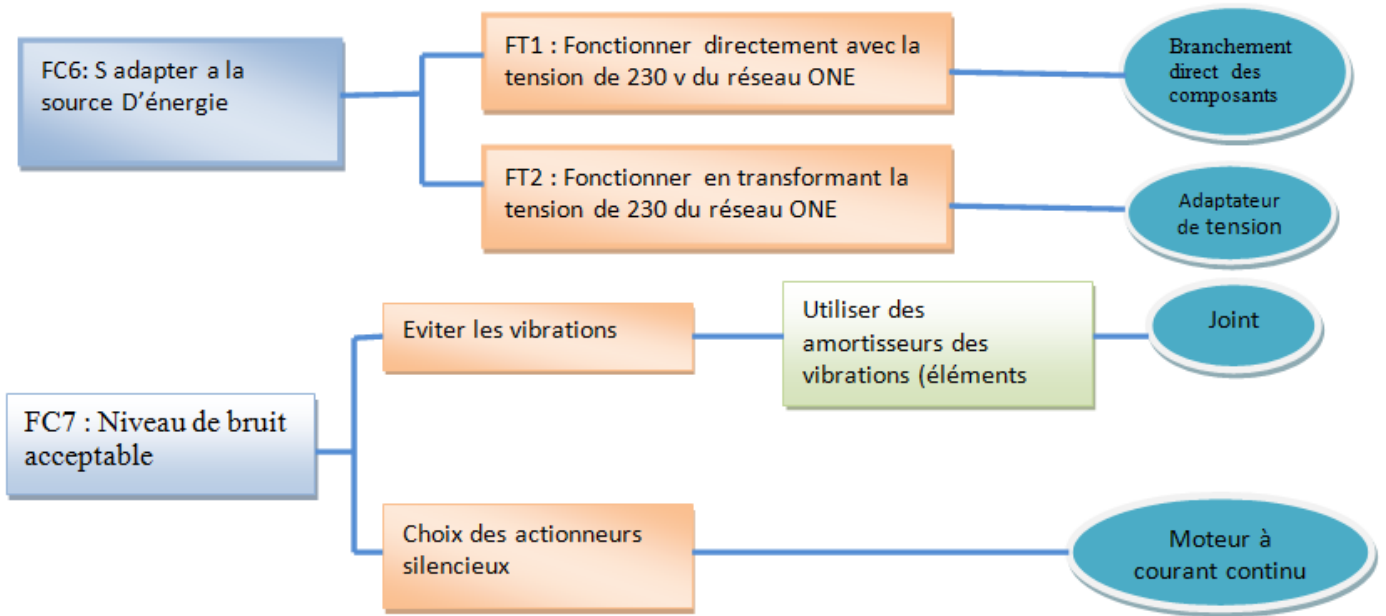 FC6: S adapter a la
source D’énergie
FT1 : Fonctionner directement avec la
tension de 230 v du réseau ONE
Branchement
direct des
composants
FT2 : Fonctionner en transformant la
tension de 230 du réseau ONE
Adaptateur
de tension
FC7 : Niveau de bruit
acceptable
Eviter les vibrations
Utiliser des
amortisseurs des
vibrations (éléments
Joint
Choix des actionneurs
silencieux
Moteur à
courant continu